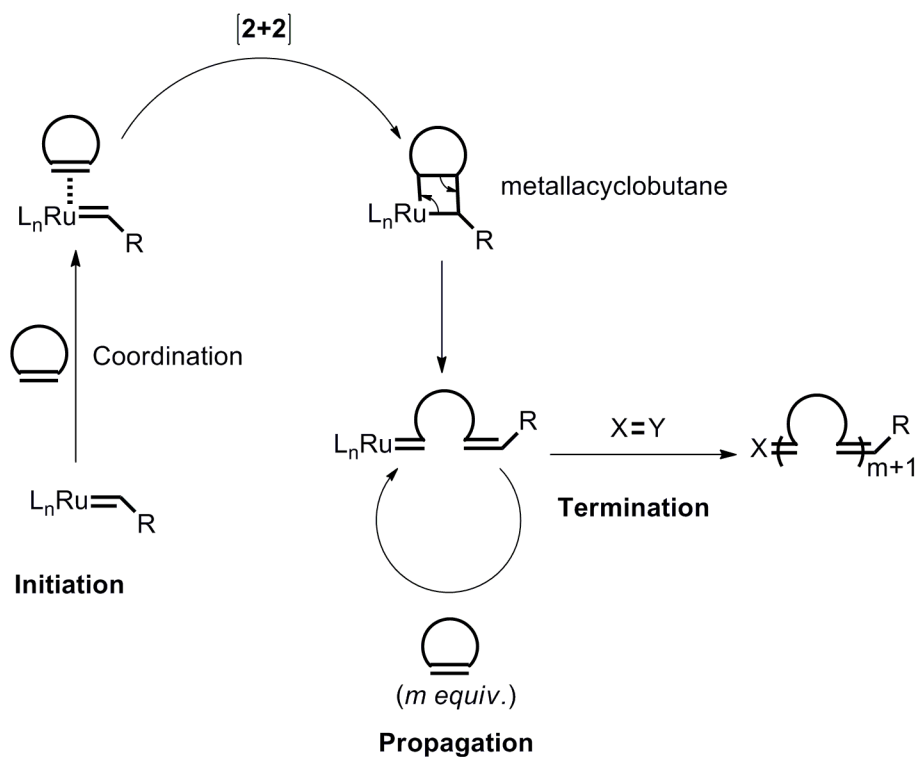 [2+2]
LnRu
R
metallacyclobutane
LnRu
R
Coordination
LnRu
R
X=Y
X
R
m+1
LnRu
R
Termination
Initiation
(m equiv.)
Propagation